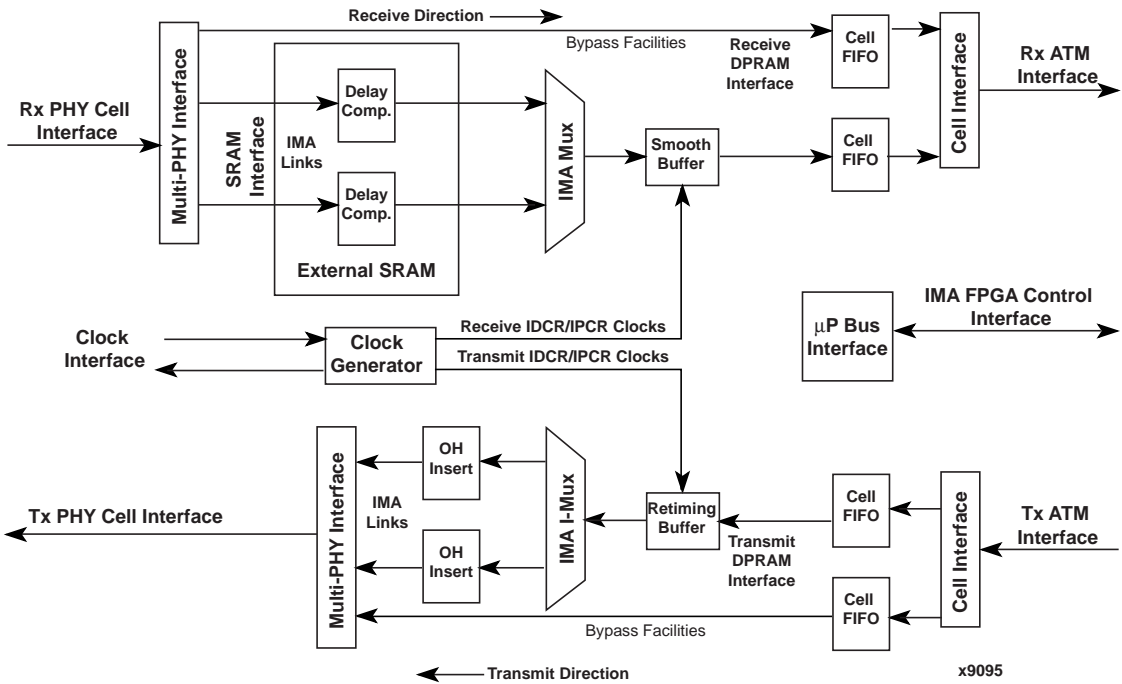 Receive Direction
Bypass Facilities
Receive
DPRAM
Interface
Cell
FIFO
Cell Interface
Rx ATM
Interface
Rx PHY Cell
Interface
Multi-PHY Interface
SRAM
Interface
IMA
Links
Delay
Comp.
Delay
Comp.
External SRAM
IMA Mux
Smooth
Buffer
Cell
FIFO
Clock
Interface
Clock
Generator
Receive IDCR/IPCR Clocks
Transmit IDCR/IPCR Clocks
μP Bus
Interface
IMA FPGA Control
Interface
Tx PHY Cell Interface
Multi-PHY Interface
IMA
Links
OH
Insert
OH
Insert
IMA I-Mux
Retiming
Buffer
Transmit
DPRAM
Interface
Cell
FIFO
Cell
FIFO
Cell Interface
Tx ATM
Interface
Bypass Facilities
Transmit Direction
x9095